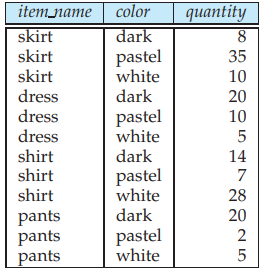 item_name color quantity
skirt dark 8
skirt pastel 35
skirt white 10
dress dark 20
dress pastel 10
dress white 5
shirt dark 14
shirt pastel 7
shirt white 28
pants dark 20
pants pastel 2
pants white 5